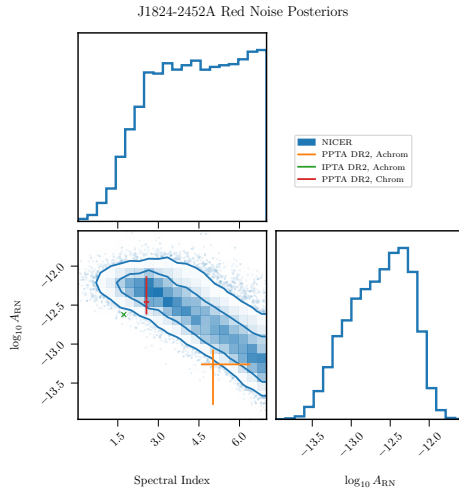 J1824-2452A Red Noise Posteriors
NICER
PPTA DR2, Achrom
IPTA DR2, Achrom
PPTA DR2, Chrom
−12.0
−12.5
−13.0
−13.5
log₁₀ A_RN
1.5 3.0 4.5 6.0
Spectral Index
−13.5 −13.0 −12.5 −12.0
log₁₀ A_RN